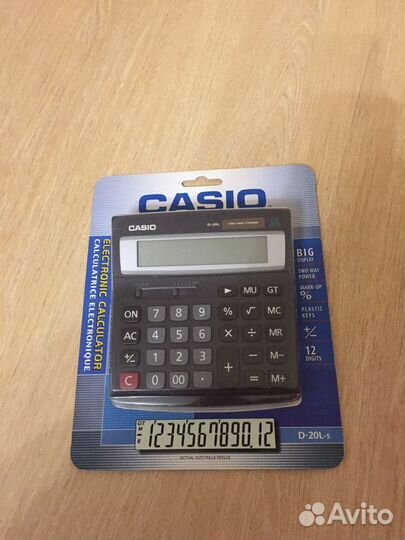 CASIO
ELECTRONIC CALCULATOR
CALCULATRICE ÉLECTRONIQUE
CASIO
D-20L TWO WAY POWER
► MU GT
ON 7 8 9 % √ MC
AC 4 5 6 × ÷ MR
+/− 1 2 3 + − M−
C 0 00 · = M+
BIG
DISPLAY
TWO WAY
POWER
MARK-UP
%
PLASTIC
KEYS
+/−
12
DIGITS
GT
M
E
1234567890.12
D-20L-S
ACTUAL SIZE/TAILLE RÉELLE
Avito